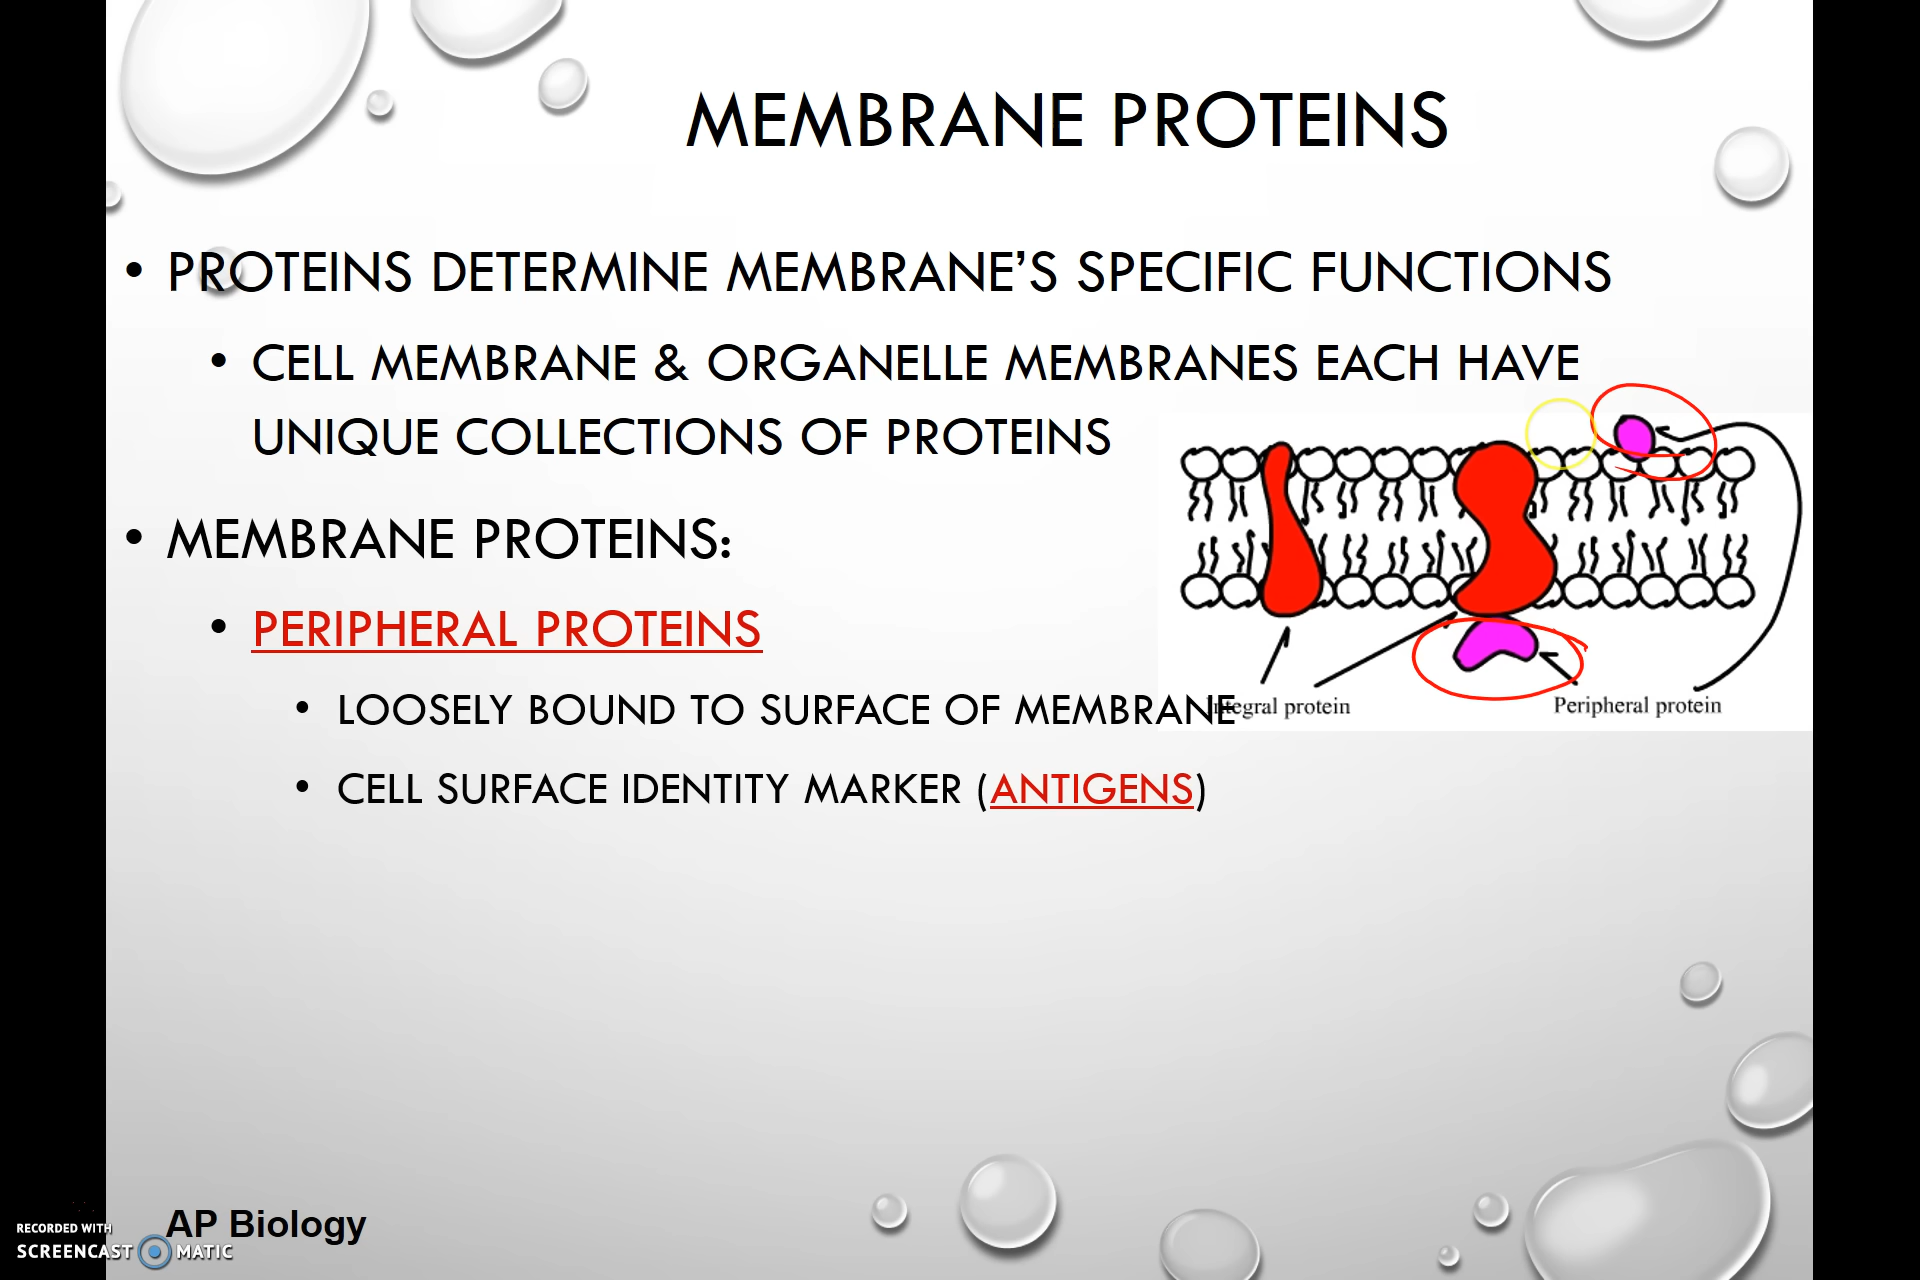 MEMBRANE PROTEINS
• PROTEINS DETERMINE MEMBRANE’S SPECIFIC FUNCTIONS
• CELL MEMBRANE & ORGANELLE MEMBRANES EACH HAVE
UNIQUE COLLECTIONS OF PROTEINS
• MEMBRANE PROTEINS:
• PERIPHERAL PROTEINS
• LOOSELY BOUND TO SURFACE OF MEMBRANE
• CELL SURFACE IDENTITY MARKER (ANTIGENS)
Integral protein
Peripheral protein
AP Biology
RECORDED WITH
SCREENCAST MATIC